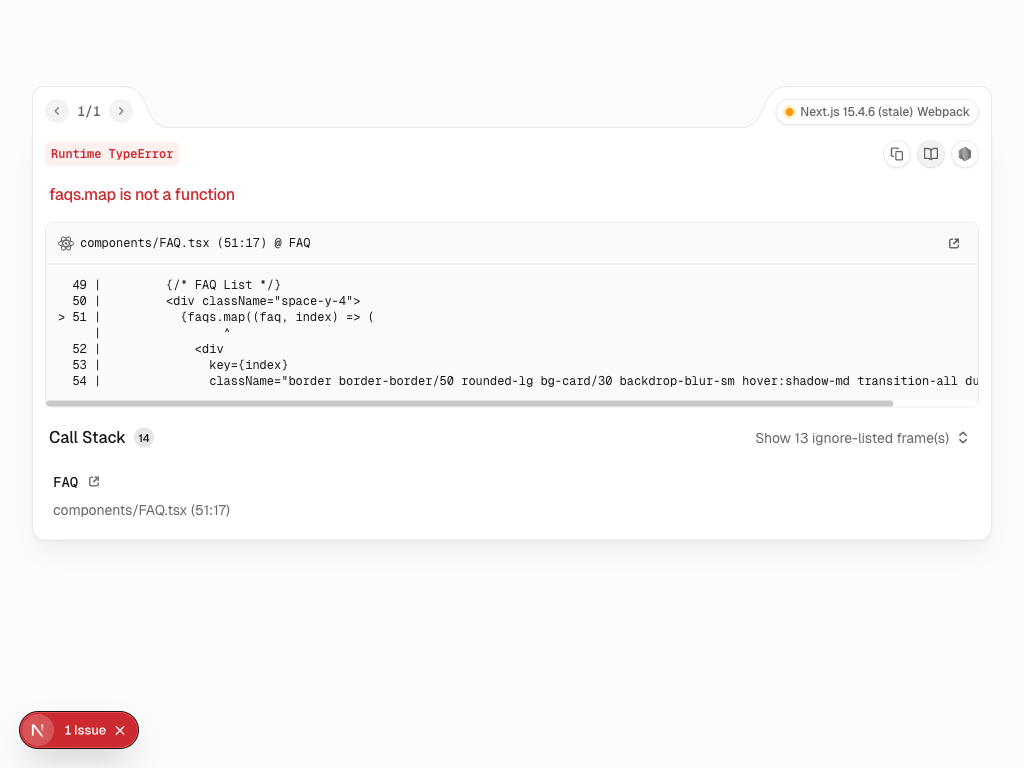 1/1
Next.js 15.4.6 (stale) Webpack
Runtime TypeError
faqs.map is not a function
components/FAQ.tsx (51:17) @ FAQ
49 |         {/* FAQ List */}
50 |         <div className="space-y-4">
> 51 |           {faqs.map((faq, index) => (
|                 ^
52 |             <div
53 |               key={index}
54 |               className="border border-border/50 rounded-lg bg-card/30 backdrop-blur-sm hover:shadow-md transition-all du
Call Stack 14
Show 13 ignore-listed frame(s)
FAQ
components/FAQ.tsx (51:17)
N 1 Issue